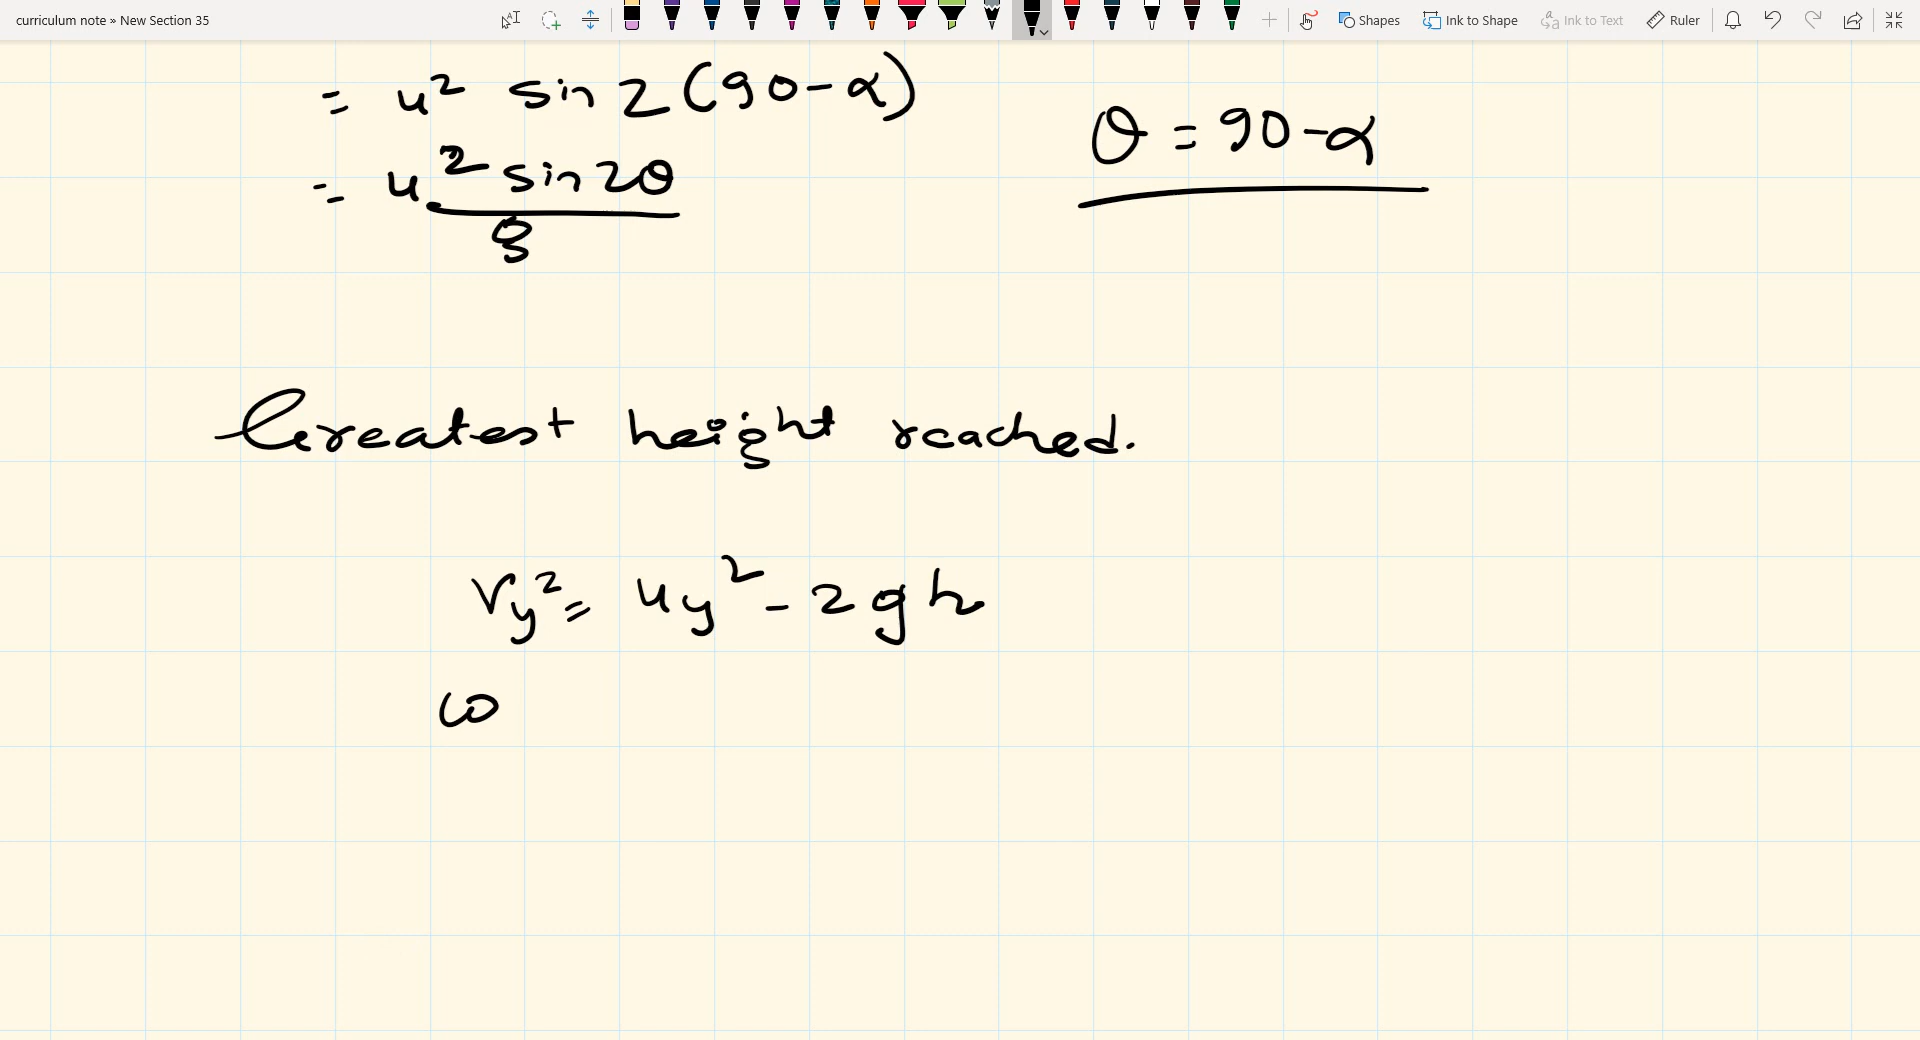 curriculum note » New Section 35
Shapes Ink to Shape Ink to Text Ruler
= u² sin 2(90-α)
θ = 90-α
= u² sin 2θ
g
Greatest height reached.
Vy² = uy² - 2gh